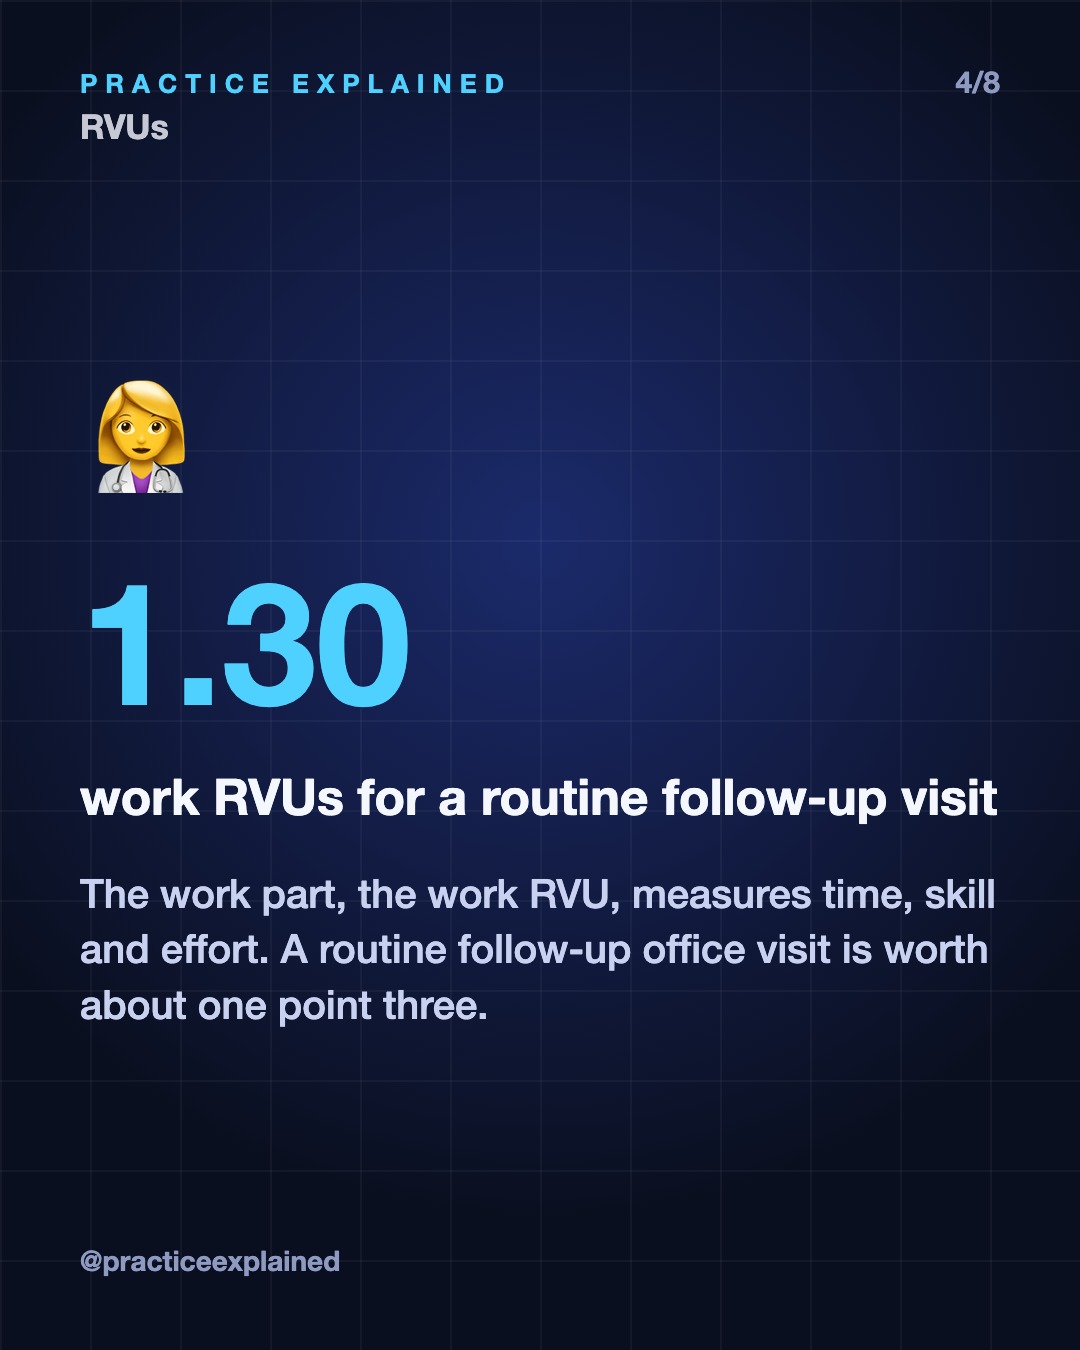 PRACTICE EXPLAINED
4/8
RVUs
1.30
work RVUs for a routine follow-up visit
The work part, the work RVU, measures time, skill
and effort. A routine follow-up office visit is worth
about one point three.
@practiceexplained